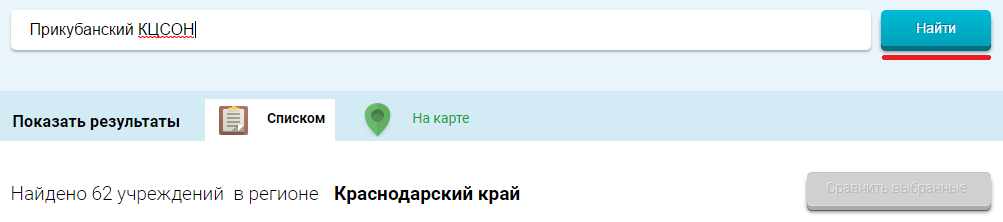 Прикубанский КЦСОН Найти
Показать результаты Списком На карте
Найдено 62 учреждений в регионе Краснодарский край Сравнить выбранные